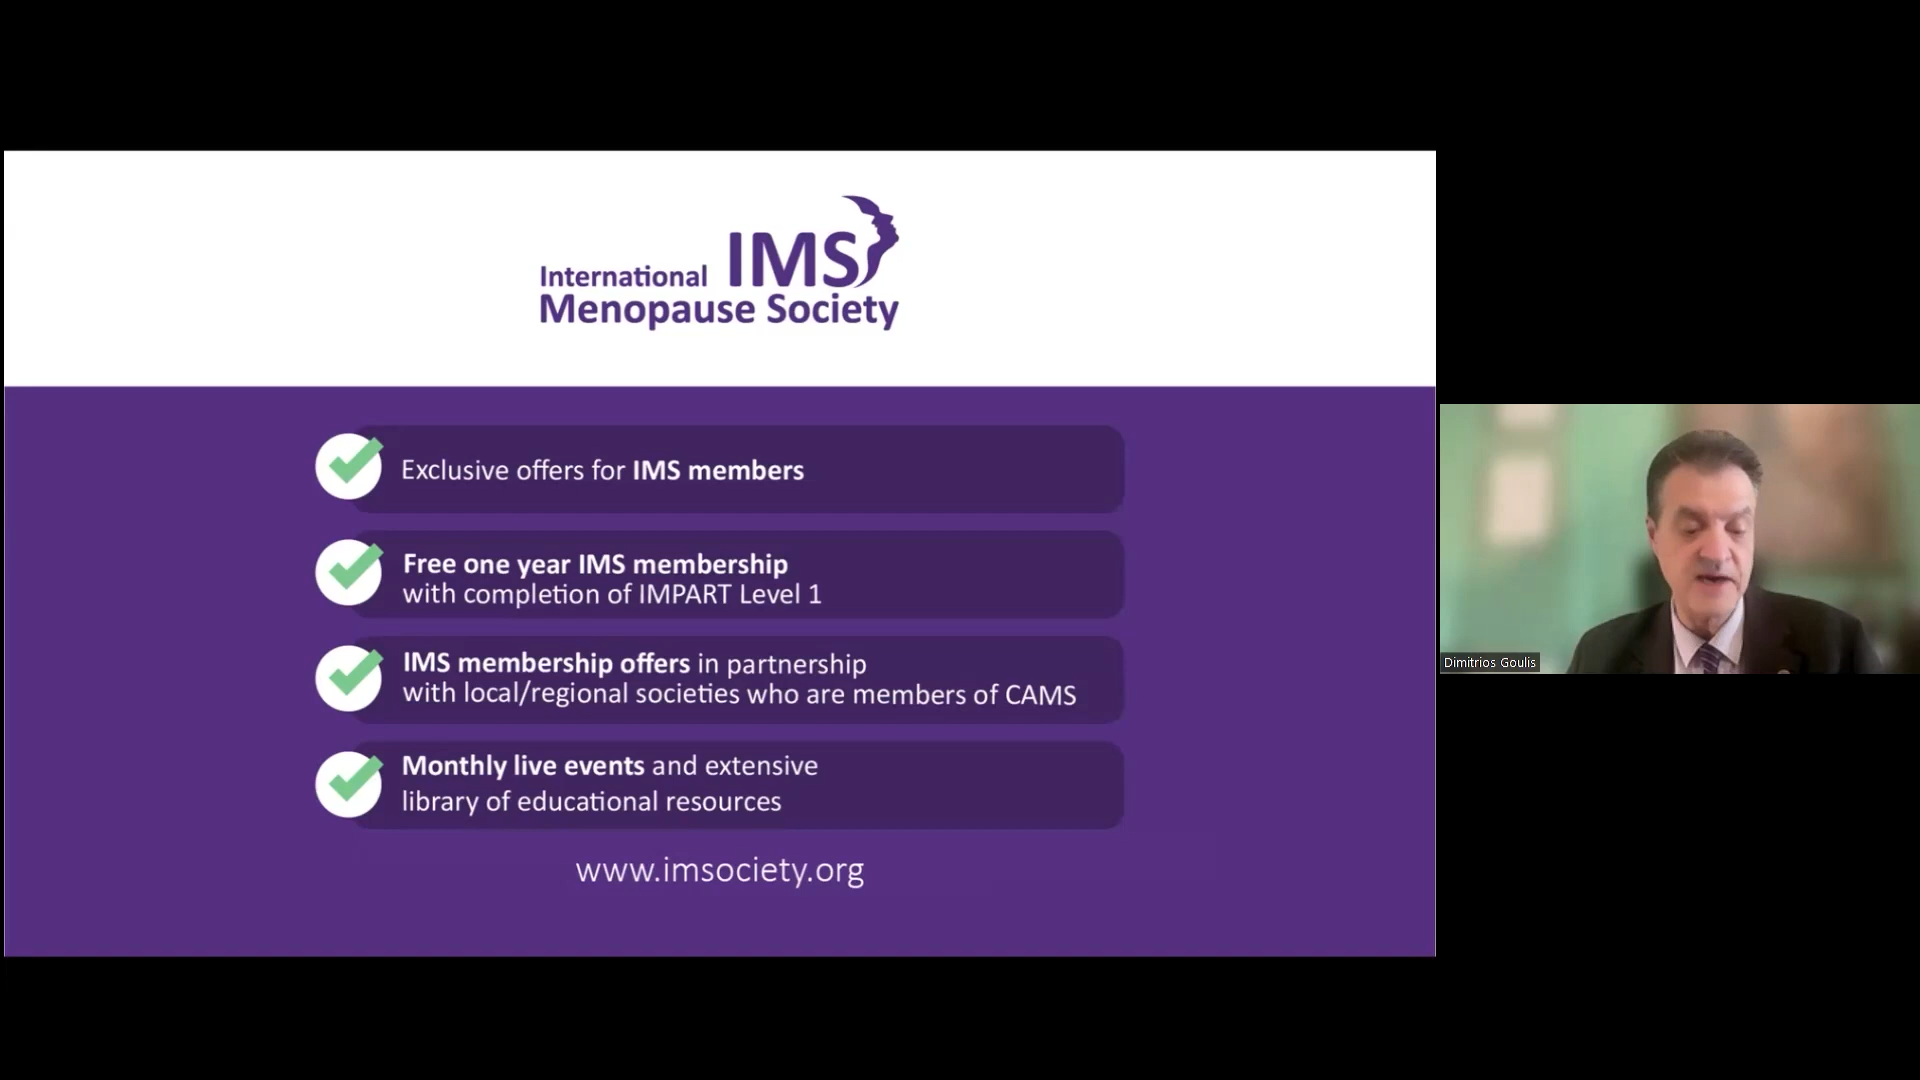 International IMS
Menopause Society
Exclusive offers for IMS members
Free one year IMS membership
with completion of IMPART Level 1
IMS membership offers in partnership
with local/regional societies who are members of CAMS
Monthly live events and extensive
library of educational resources
www.imsociety.org
Dimitrios Goulis